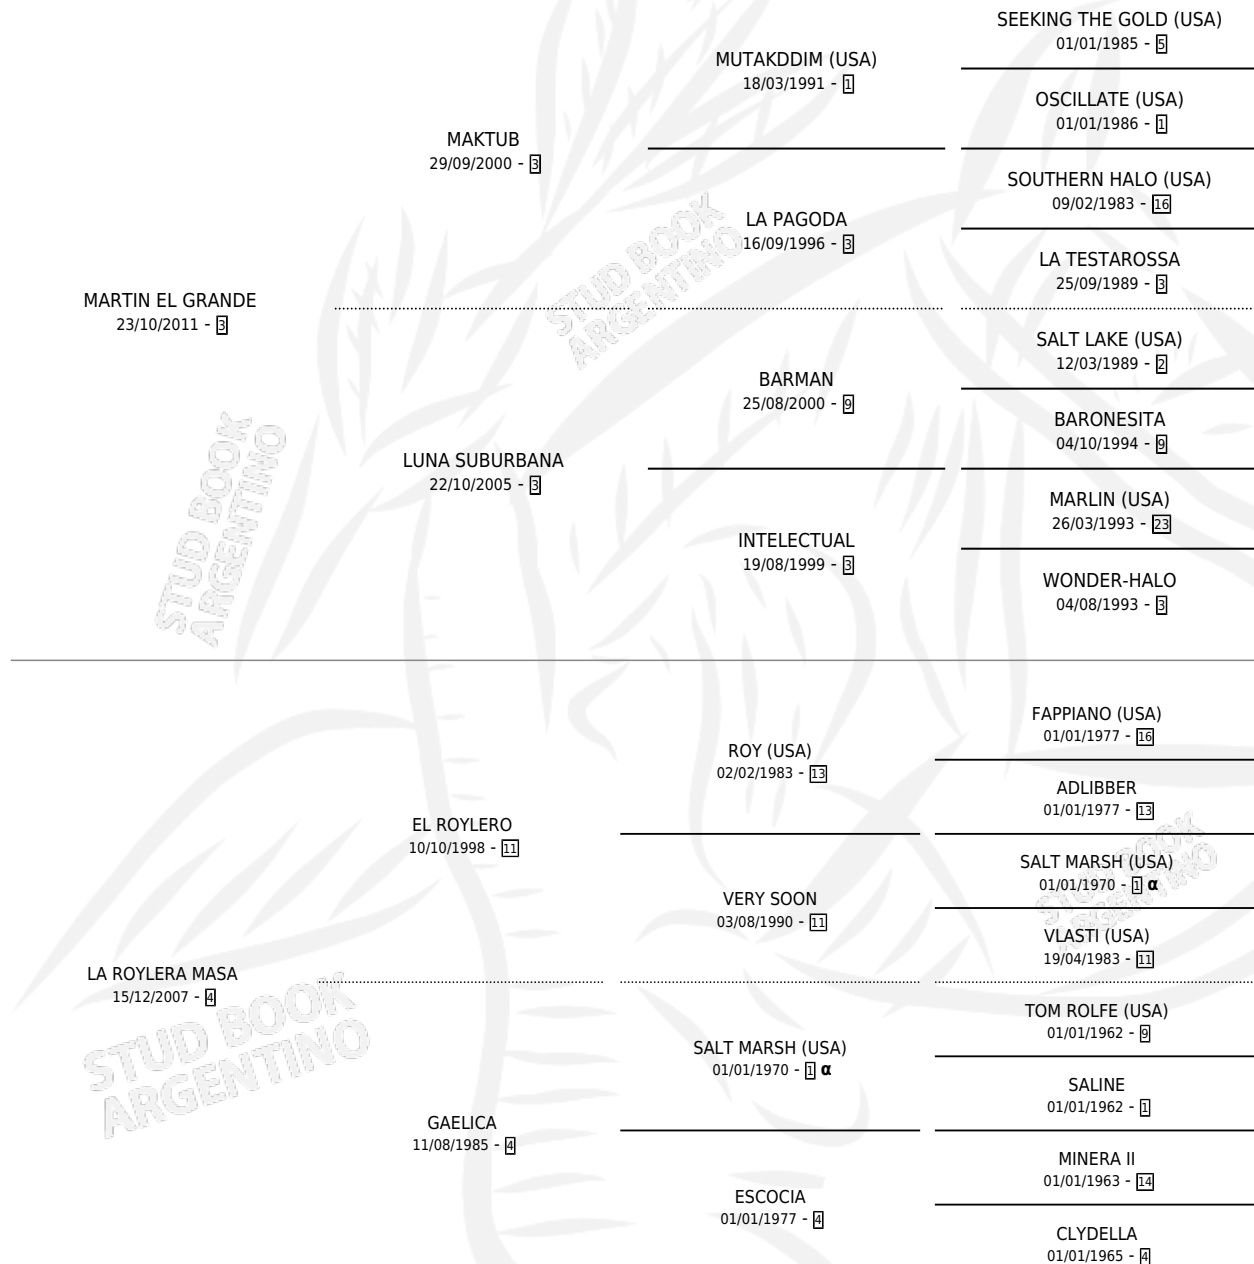 SEEKING THE GOLD (USA)
01/01/1985 - 5
MUTAKDDIM (USA)
18/03/1991 - 1
OSCILLATE (USA)
01/01/1986 - 1
MAKTUB
29/09/2000 - 3
SOUTHERN HALO (USA)
09/02/1983 - 16
LA PAGODA
16/09/1996 - 3
LA TESTAROSSA
25/09/1989 - 3
MARTIN EL GRANDE
23/10/2011 - 3
SALT LAKE (USA)
12/03/1989 - 2
BARMAN
25/08/2000 - 9
BARONESITA
04/10/1994 - 9
LUNA SUBURBANA
22/10/2005 - 3
MARLIN (USA)
26/03/1993 - 23
INTELECTUAL
19/08/1999 - 3
WONDER-HALO
04/08/1993 - 3
STUD BOOK
ARGENTINO
STUD BOOK
ARGENTINO
FAPPIANO (USA)
01/01/1977 - 16
ROY (USA)
02/02/1983 - 13
ADLIBBER
01/01/1977 - 13
EL ROYLERO
10/10/1998 - 11
SALT MARSH (USA)
01/01/1970 - 1 α
VERY SOON
03/08/1990 - 11
VLASTI (USA)
19/04/1983 - 11
LA ROYLERA MASA
15/12/2007 - 4
TOM ROLFE (USA)
01/01/1962 - 9
SALT MARSH (USA)
01/01/1970 - 1 α
SALINE
01/01/1962 - 1
GAELICA
11/08/1985 - 4
MINERA II
01/01/1963 - 14
ESCOCIA
01/01/1977 - 4
CLYDELLA
01/01/1965 - 4
STUD BOOK
ARGENTINO
STUD BOOK
ARGENTINO